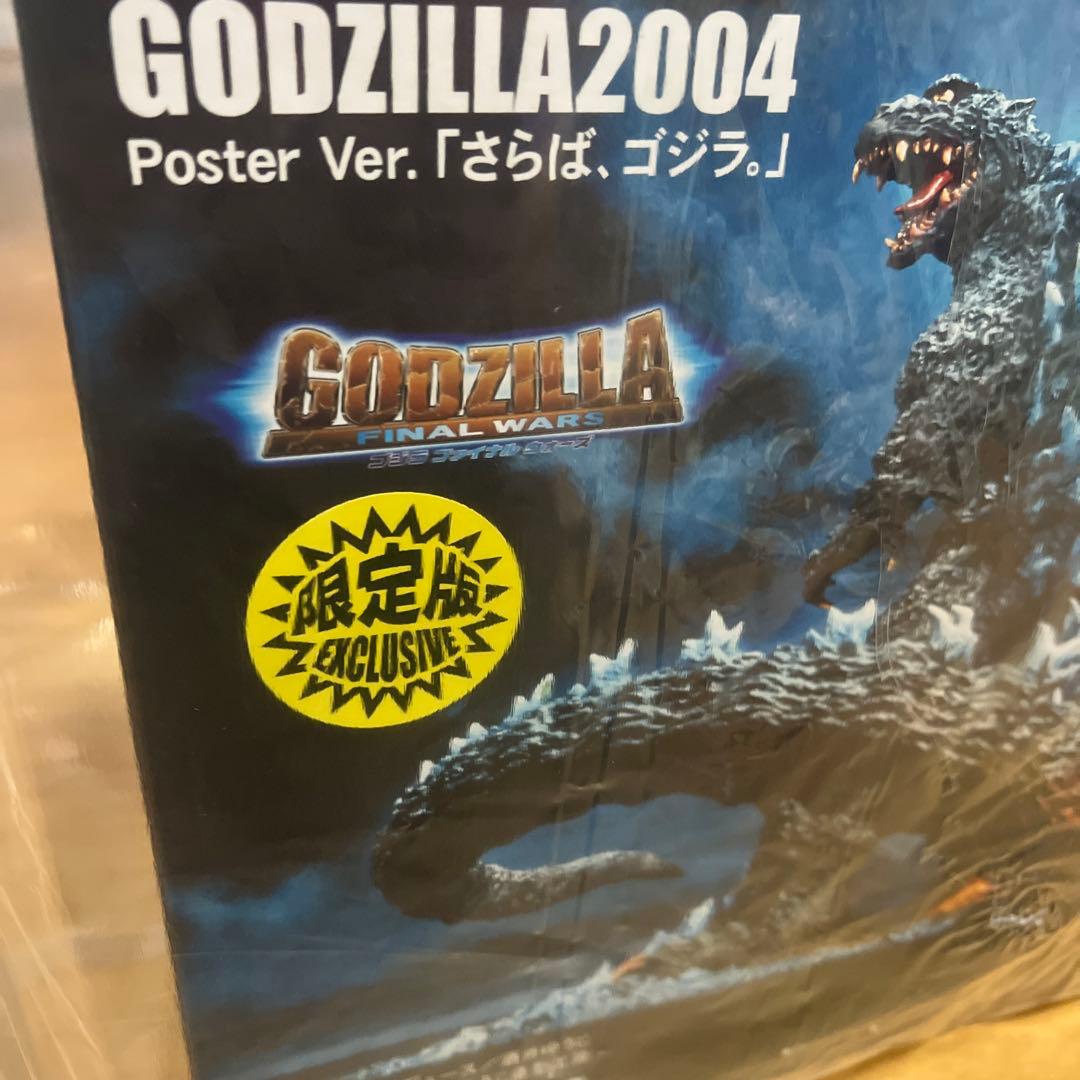 GODZILLA2004
Poster Ver.「さらば、ゴジラ。」
GODZILLA
FINAL WARS
ゴジラ ファイナル ウォーズ
限定版
EXCLUSIVE